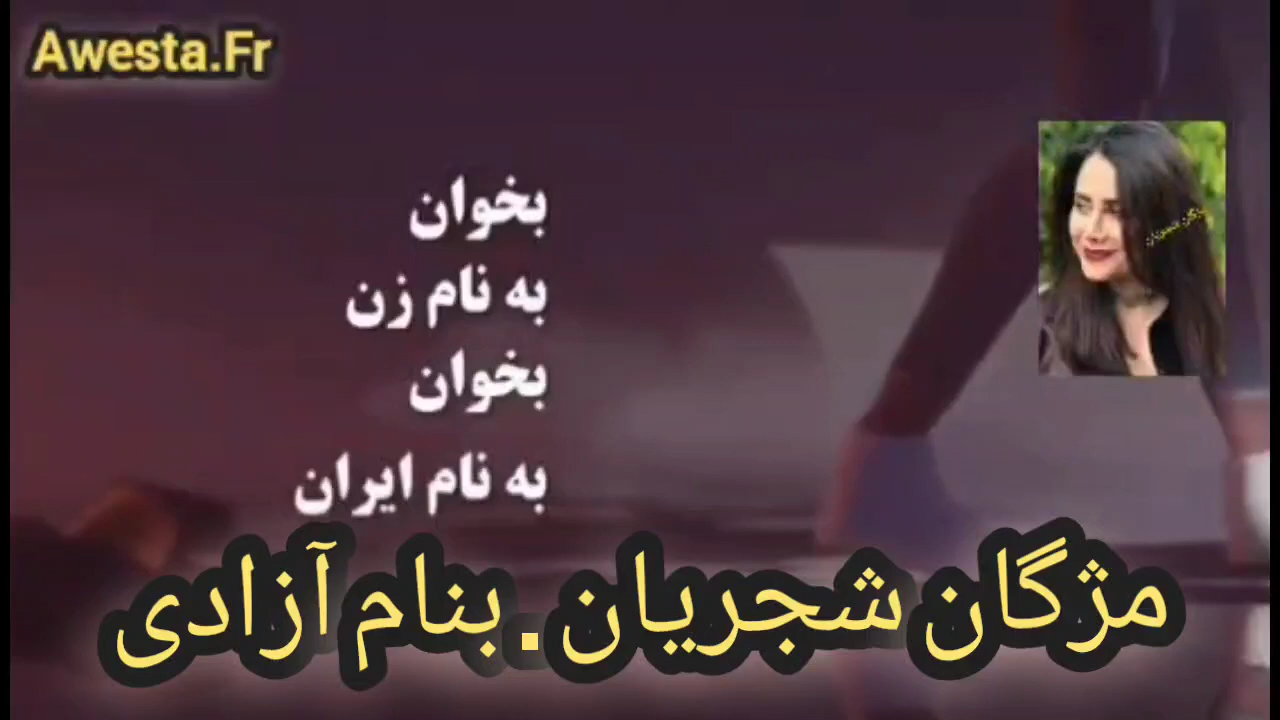 Awesta.Fr
بخوان
به نام زن
بخوان
به نام ایران
مژگان شجریان . بنام آزادی